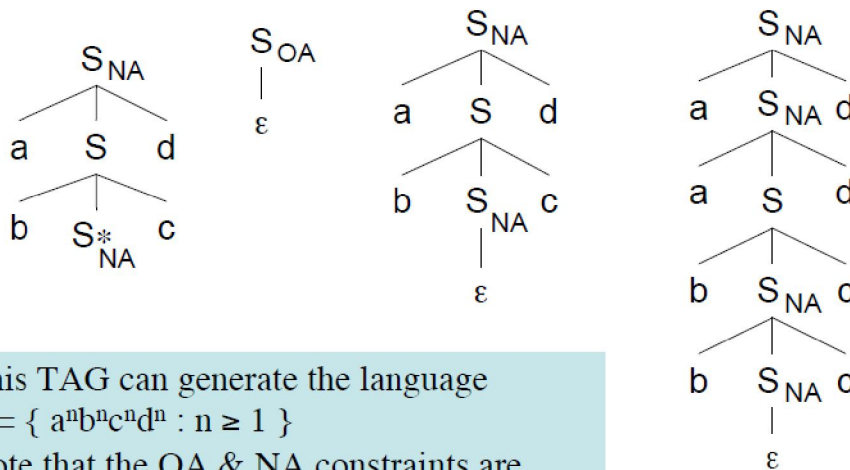 S NA
a S d
b S* NA c
S OA
ε
S NA
a S d
b S NA c
ε
S NA
a S NA d
a S d
b S NA c
b S NA c
ε
his TAG can generate the language
= { aⁿbⁿcⁿdⁿ : n ≥ 1 }
ote that the OA & NA constraints are